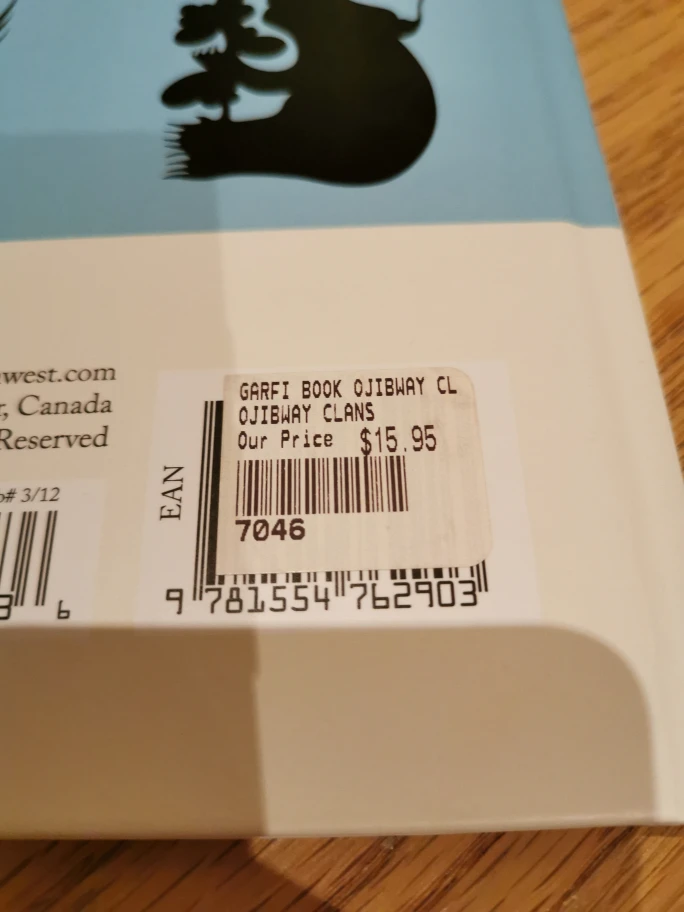 west.com
, Canada
Reserved
# 3/12
6
EAN
GARFI BOOK OJIBWAY CL
OJIBWAY CLANS
Our Price $15.95
7046
9 781554 762903